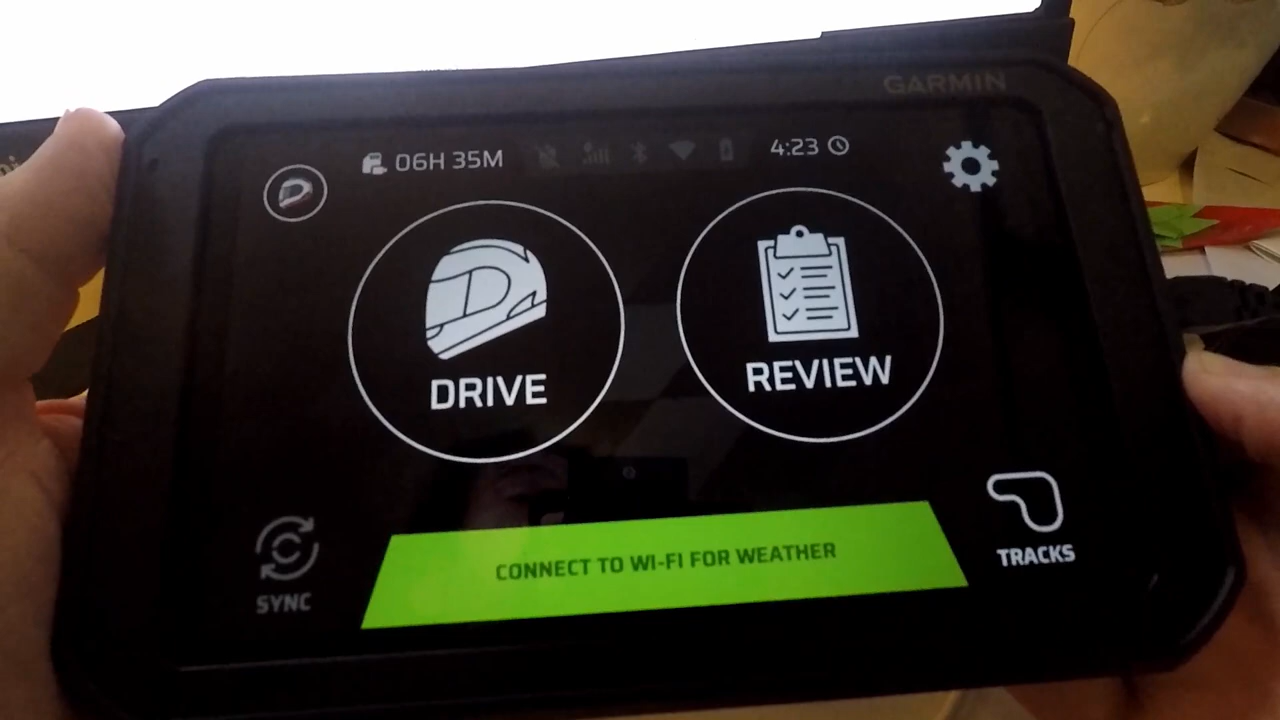 GARMIN
06H 35M
4:23
DRIVE
REVIEW
CONNECT TO WI-FI FOR WEATHER
SYNC
TRACKS